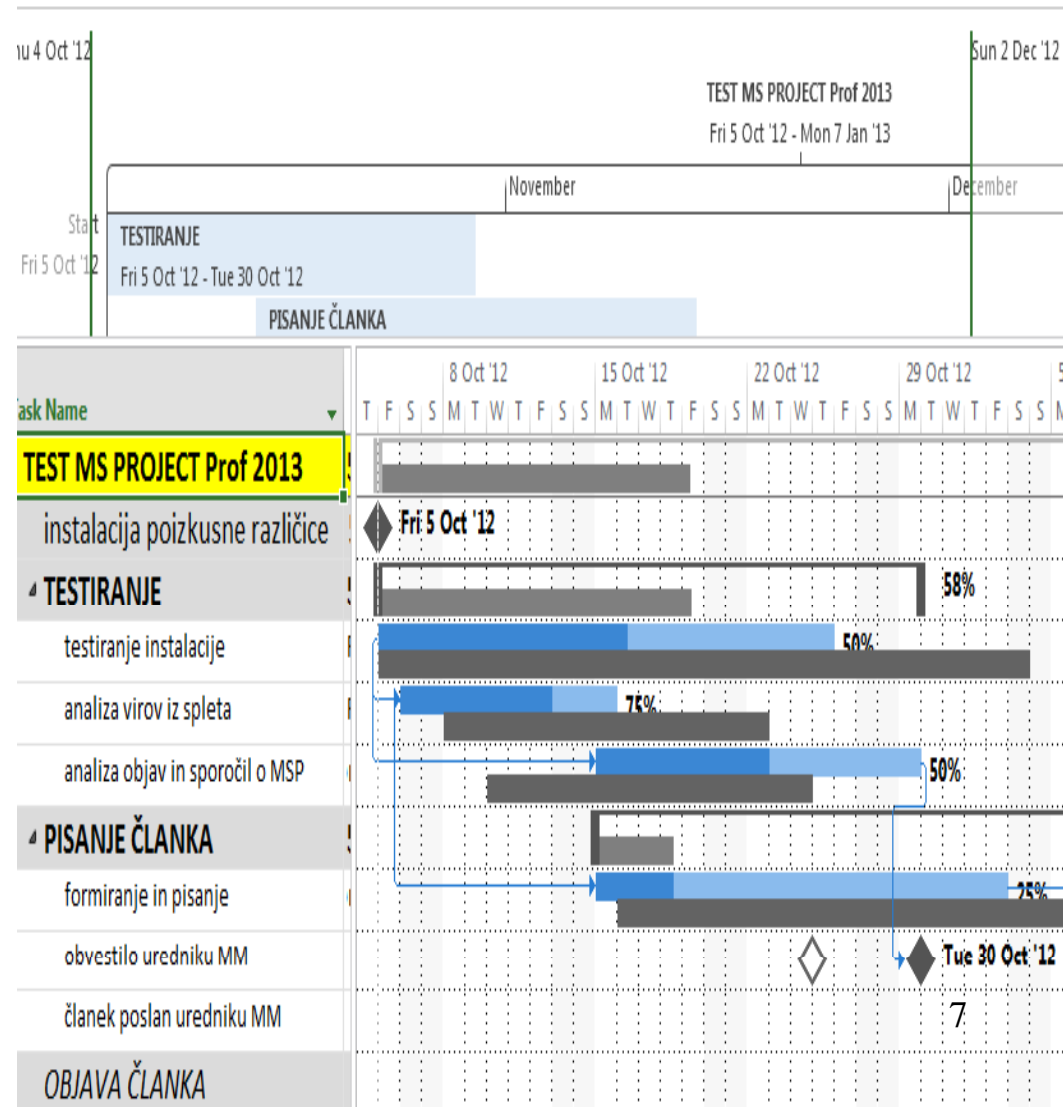 4 Oct '12
Sun 2 Dec '12
TEST MS PROJECT Prof 2013
Fri 5 Oct '12 - Mon 7 Jan '13
November
December
Start
Fri 5 Oct '12
TESTIRANJE
Fri 5 Oct '12 - Tue 30 Oct '12
PISANJE ČLANKA
8 Oct '12 15 Oct '12 22 Oct '12 29 Oct '12
Task Name
T F S S M T W T F S S M T W T F S S M T W T F S S M T W T F S S M
TEST MS PROJECT Prof 2013
instalacija poizkusne različice
Fri 5 Oct '12
TESTIRANJE
58%
testiranje instalacije
50%
analiza virov iz spleta
75%
analiza objav in sporočil o MSP
50%
PISANJE ČLANKA
formiranje in pisanje
25%
obvestilo uredniku MM
Tue 30 Oct '12
članek poslan uredniku MM
7
OBJAVA ČLANKA